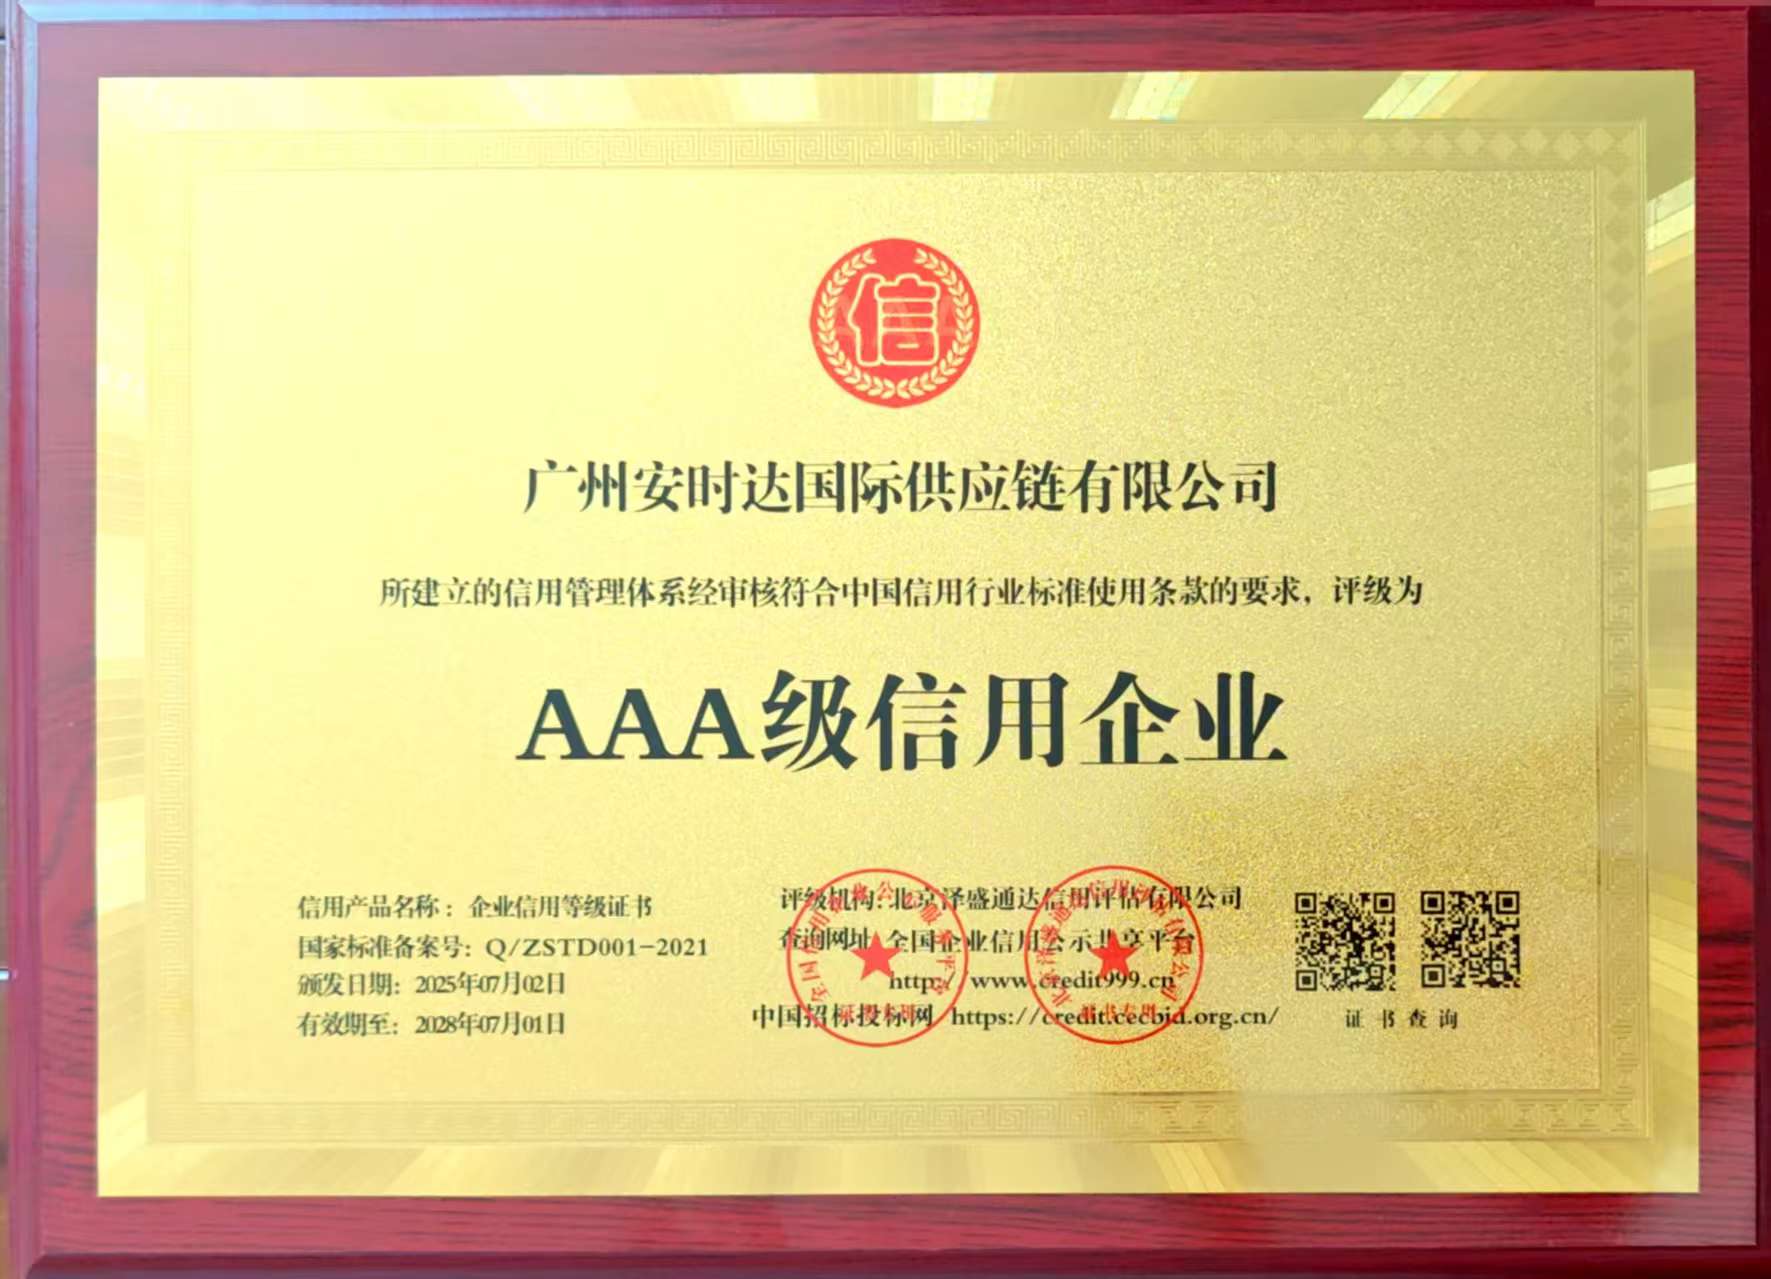 信
广州安时达国际供应链有限公司
所建立的信用管理体系经审核符合中国信用行业标准使用条款的要求，评级为
AAA级信用企业
信用产品名称：企业信用等级证书
国家标准备案号：Q/ZSTD001-2021
颁发日期：2025年07月02日
有效期至：2028年07月01日
评级机构：北京泽盛通达信用评估有限公司
查询网址 全国企业信用公示共享平台
http://www.credit999.cn
中国招标投标网 https://credit.cecbid.org.cn/
证书查询
证书专用